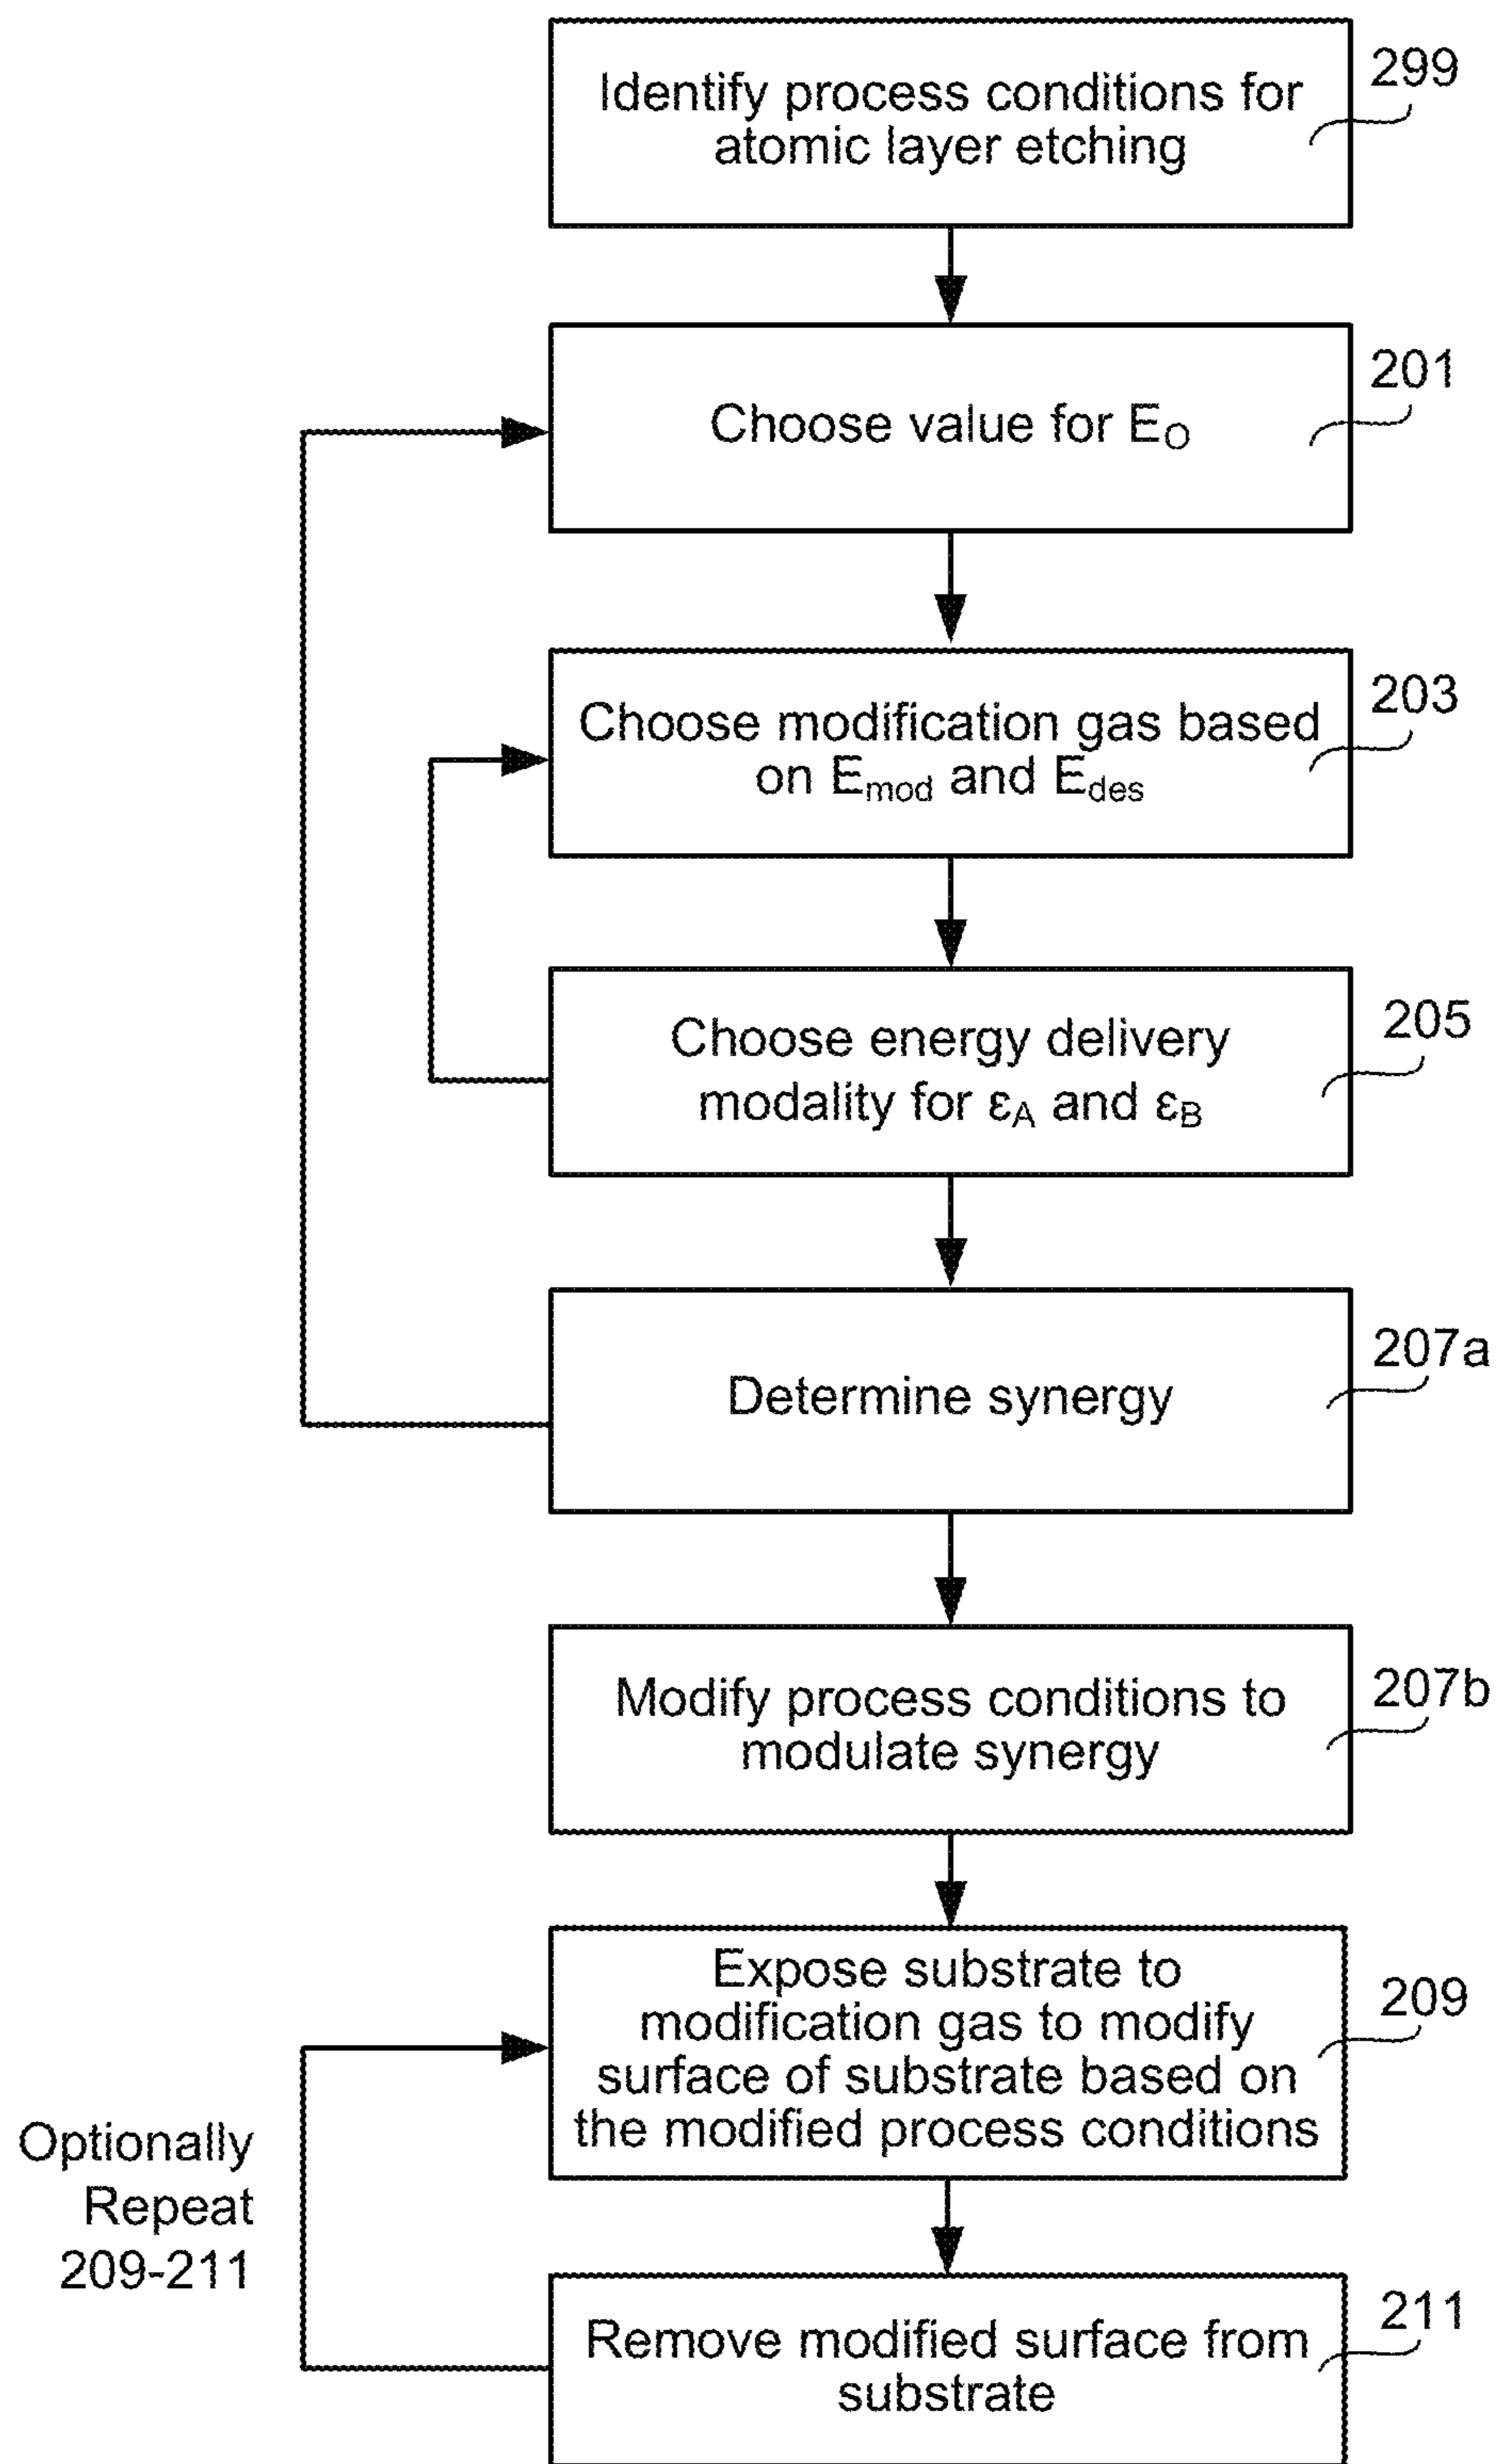 Identify process conditions for
atomic layer etching
299
Choose value for E_O
201
Choose modification gas based
on E_mod and E_des
203
Choose energy delivery
modality for ε_A and ε_B
205
Determine synergy
207a
Modify process conditions to
modulate synergy
207b
Expose substrate to
modification gas to modify
surface of substrate based on
the modified process conditions
209
Optionally
Repeat
209-211
Remove modified surface from
substrate
211